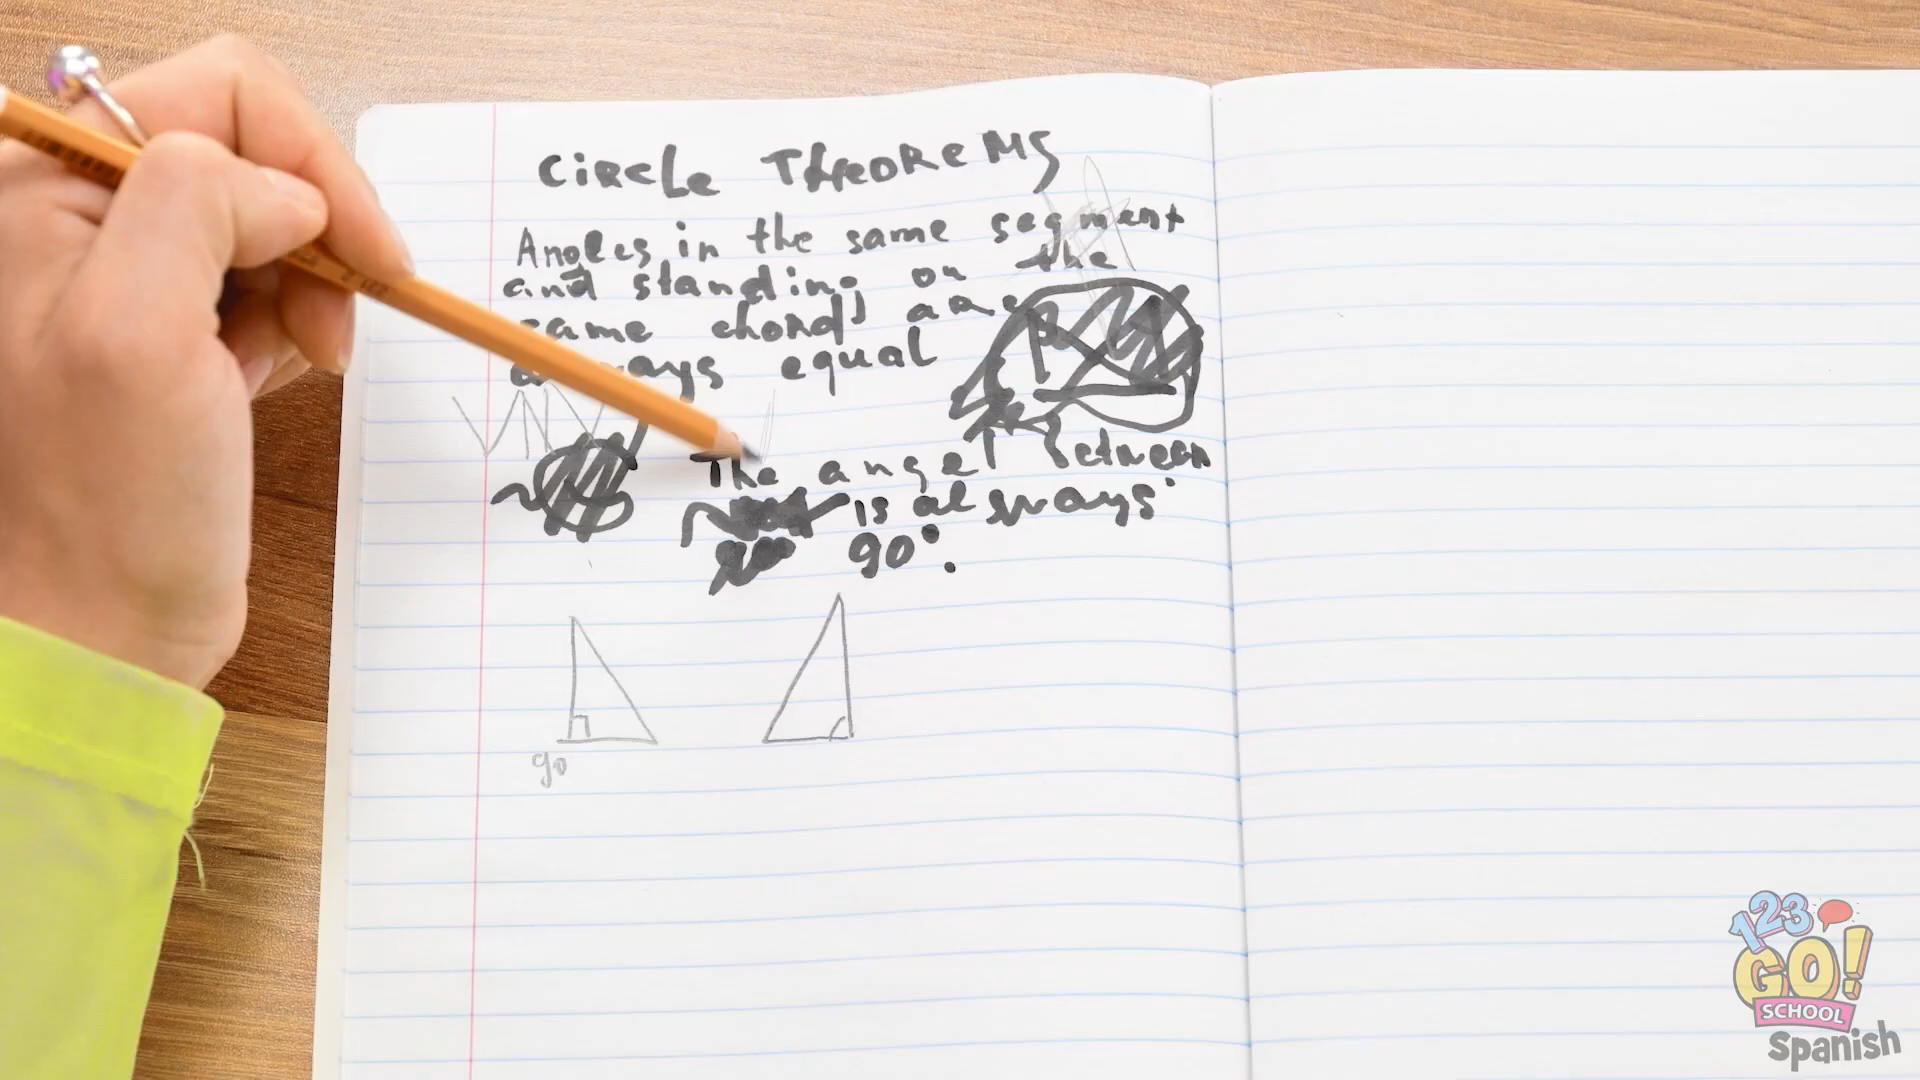 CiRcLe THeoReMS
Angles in the same segment
and standing on the
same chord are
always equal
The angel between
is always
90°.
90
123
GO!
SCHOOL
Spanish